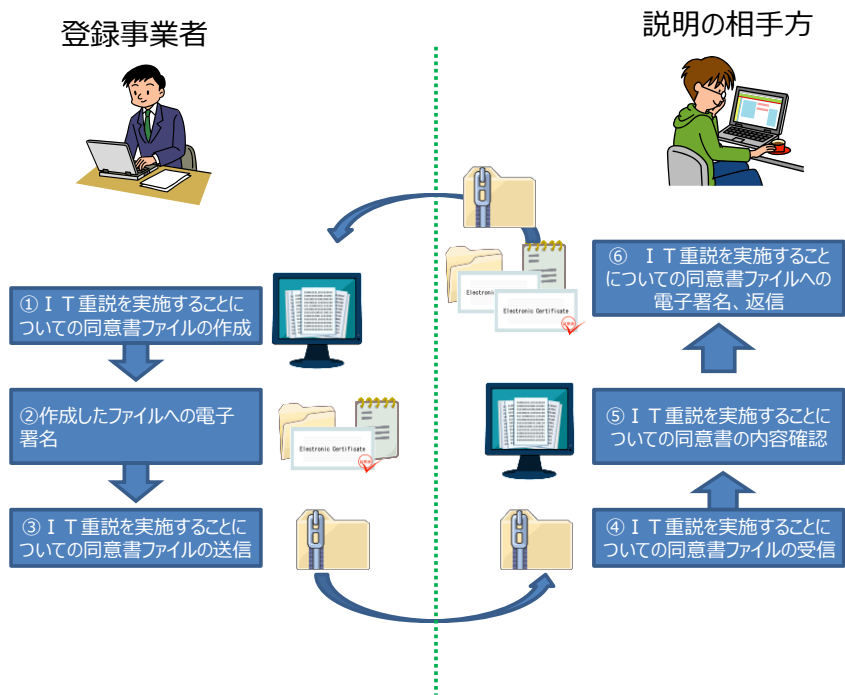 登録事業者
説明の相手方
①ＩＴ重説を実施することに
ついての同意書ファイルの作成
②作成したファイルへの電子
署名
Electronic Certificate
③ＩＴ重説を実施することに
ついての同意書ファイルの送信
④ＩＴ重説を実施することに
ついての同意書ファイルの受信
⑤ＩＴ重説を実施することに
ついての同意書の内容確認
⑥　ＩＴ重説を実施すること
についての同意書ファイルへの
電子署名、返信
Electronic
Electronic Certificate